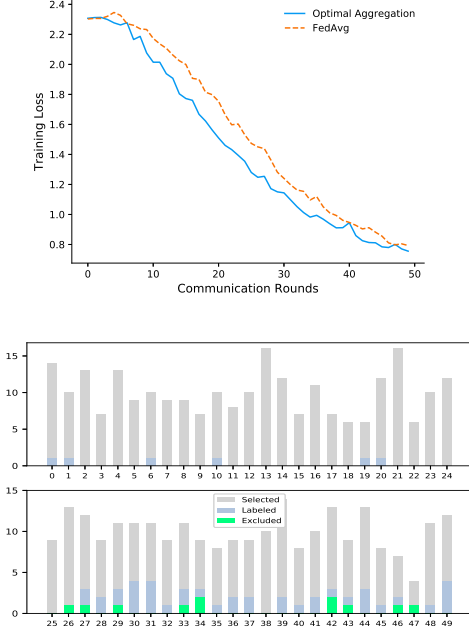 2.4
2.2
2.0
1.8
1.6
1.4
1.2
1.0
0.8
Training Loss
Optimal Aggregation
FedAvg
0 10 20 30 40 50
Communication Rounds
15
10
5
0
0 1 2 3 4 5 6 7 8 9 10 11 12 13 14 15 16 17 18 19 20 21 22 23 24
15
10
5
0
Selected
Labeled
Excluded
25 26 27 28 29 30 31 32 33 34 35 36 37 38 39 40 41 42 43 44 45 46 47 48 49